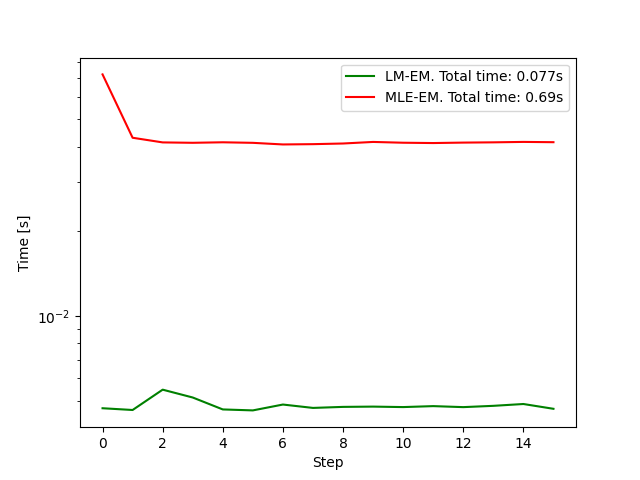 LM-EM. Total time: 0.077s
MLE-EM. Total time: 0.69s
Time [s]
10⁻²
0 2 4 6 8 10 12 14
Step